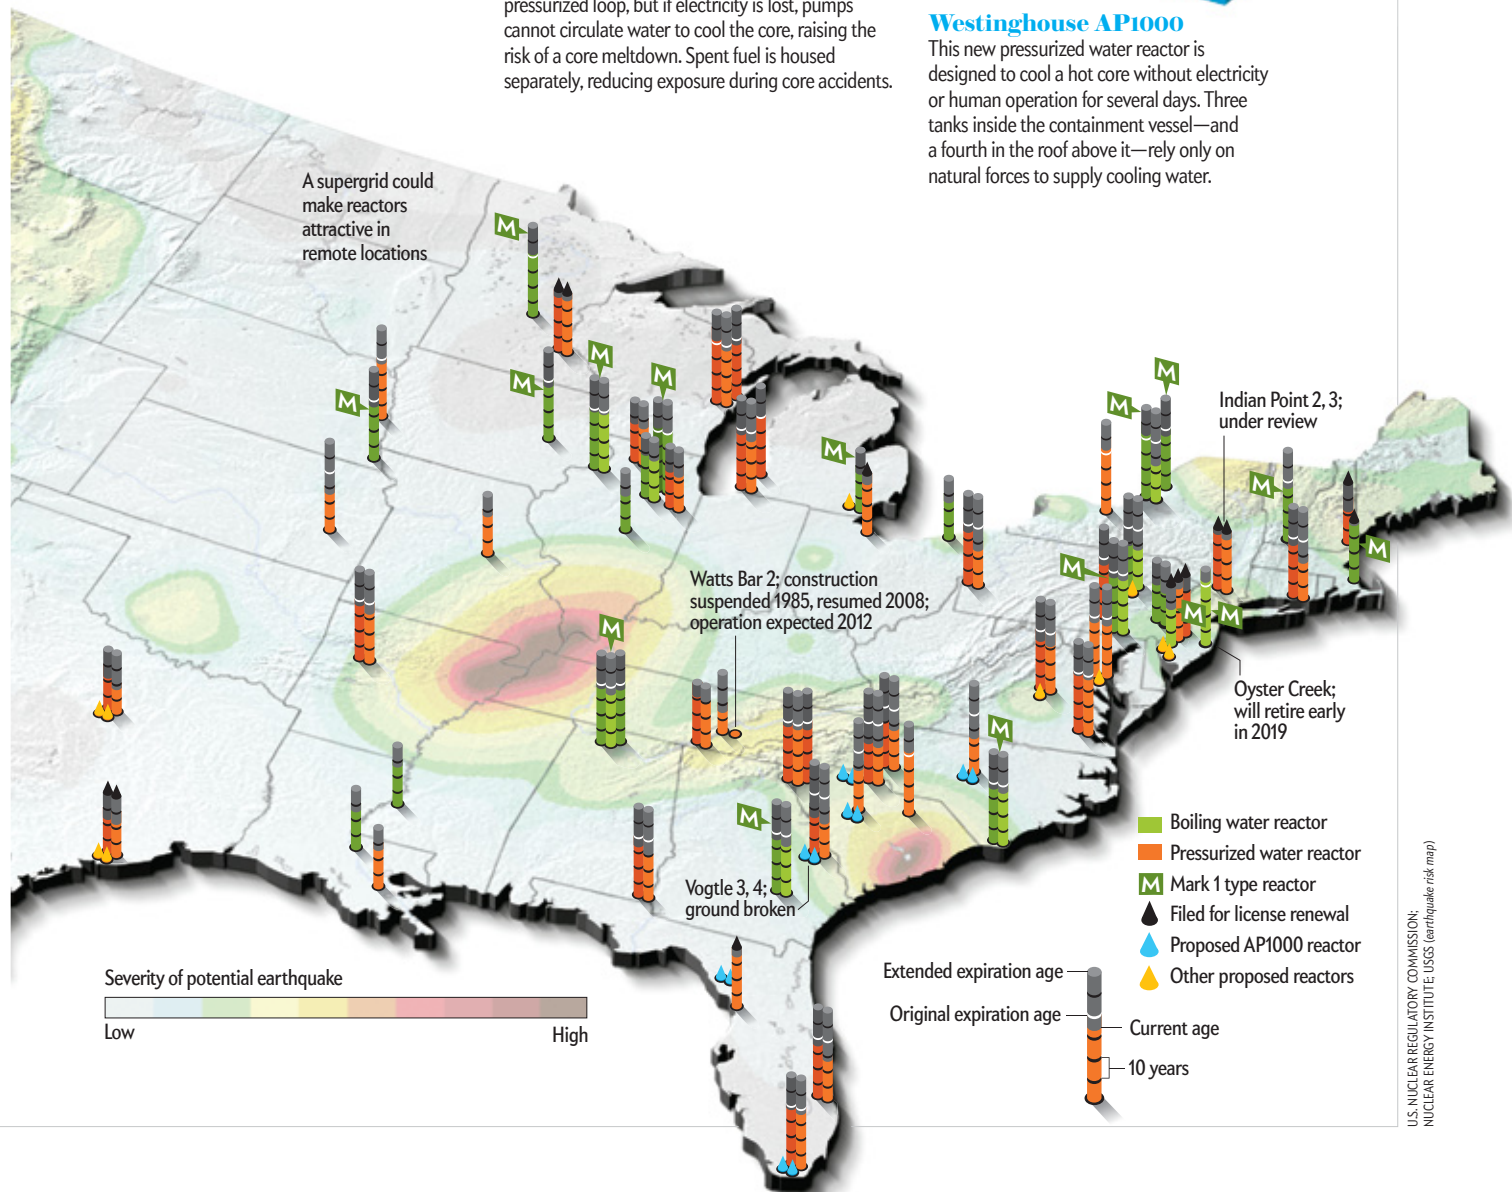 pressurized loop, but if electricity is lost, pumps
cannot circulate water to cool the core, raising the
risk of a core meltdown. Spent fuel is housed
separately, reducing exposure during core accidents.
Westinghouse AP1000
This new pressurized water reactor is
designed to cool a hot core without electricity
or human operation for several days. Three
tanks inside the containment vessel—and
a fourth in the roof above it—rely only on
natural forces to supply cooling water.
A supergrid could
make reactors
attractive in
remote locations
M
M
M
M
M
M
M
M
Indian Point 2, 3;
under review
M
M
M
M
M
Watts Bar 2; construction
suspended 1985, resumed 2008;
operation expected 2012
M
Oyster Creek;
will retire early
in 2019
M
M
Vogtle 3, 4;
ground broken
Boiling water reactor
Pressurized water reactor
M Mark 1 type reactor
Filed for license renewal
Proposed AP1000 reactor
Other proposed reactors
Severity of potential earthquake
Low
High
Extended expiration age
Original expiration age
Current age
10 years
U.S. NUCLEAR REGULATORY COMMISSION;
NUCLEAR ENERGY INSTITUTE; USGS (earthquake risk map)